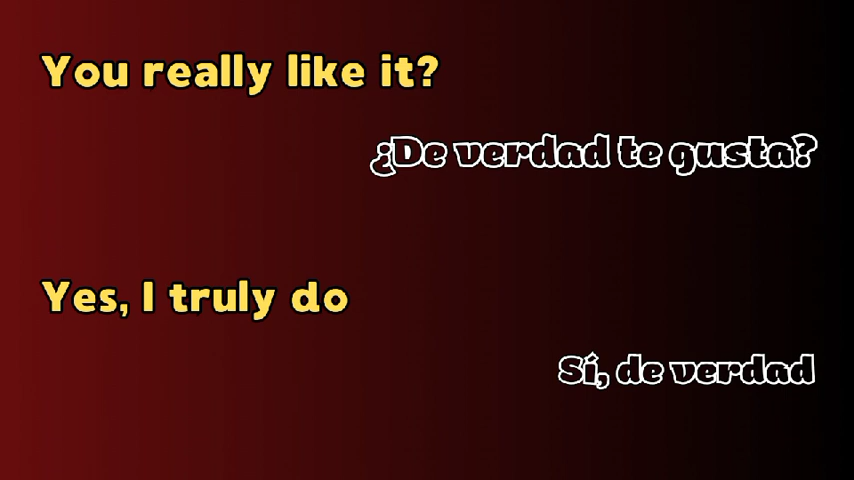 You really like it?
¿De verdad te gusta?
Yes, I truly do
Sí, de verdad